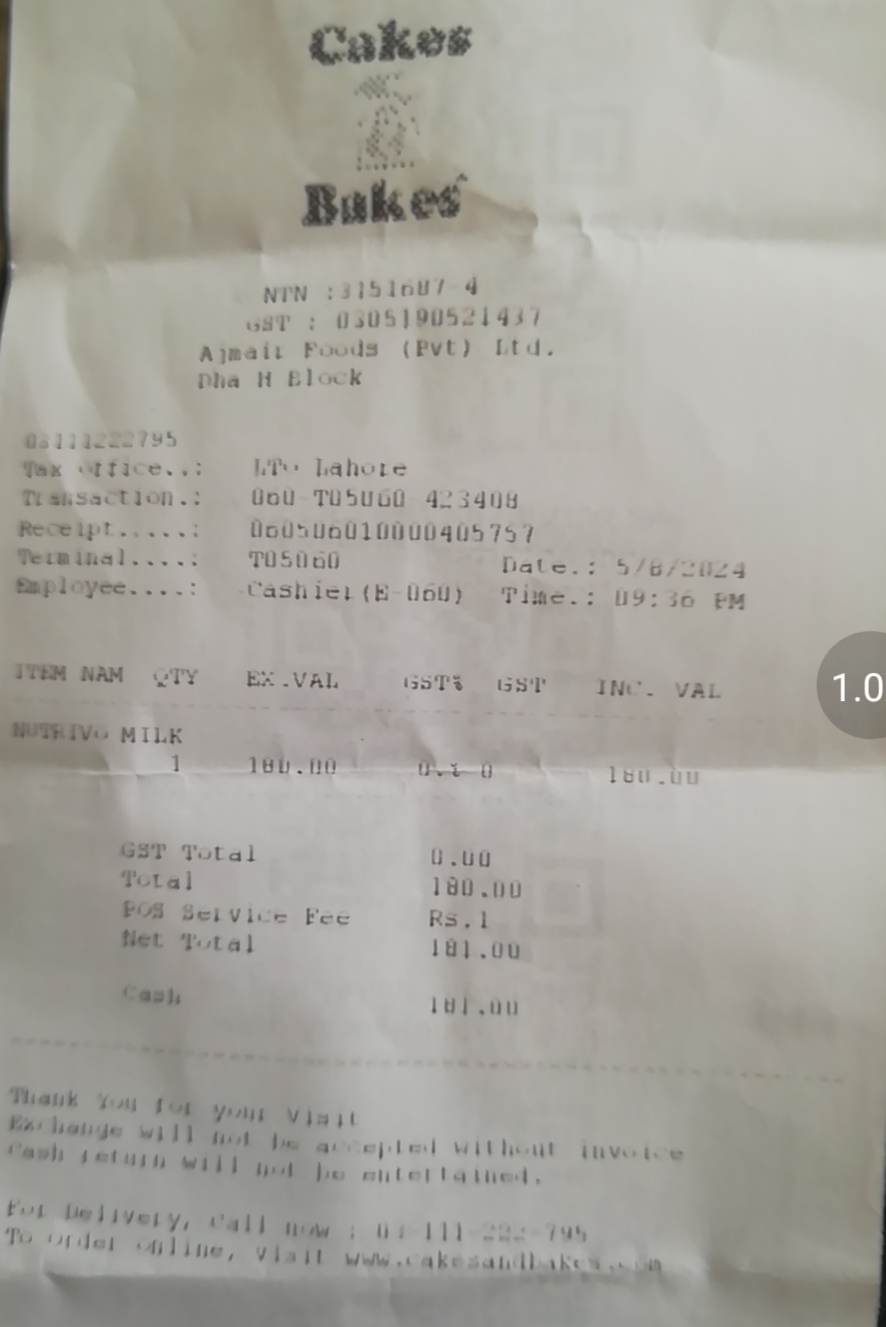 Cakes
Bakes
NTN :3151687-4
GST : 0305190521437
Ajmair Foods (Pvt) Ltd.
Dha H Block
03111222795
Tax office..: LTo Lahore
Transaction.: 060-T05060-423408
Receipt.....: 06050601000040 5757
Terminal....: T05060 Date.: 5/8/2024
Employee....: Cashier(E-060) Time.: 09:36 PM
ITEM NAM QTY EX.VAL GST% GST INC. VAL
NUTRIVo MILK
1 180.00 0.% 0 180.00
GST Total 0.00
Total 180.00
POS Service Fee Rs.1
Net Total 181.00
Cash 181.00
Thank You for your Visit
Exchange will not be accepted without invoice
Cash return will not be entertained.
For Delivery, Call now : 03-111-222-795
To order online, visit www.cakesandbakes.com
1.0